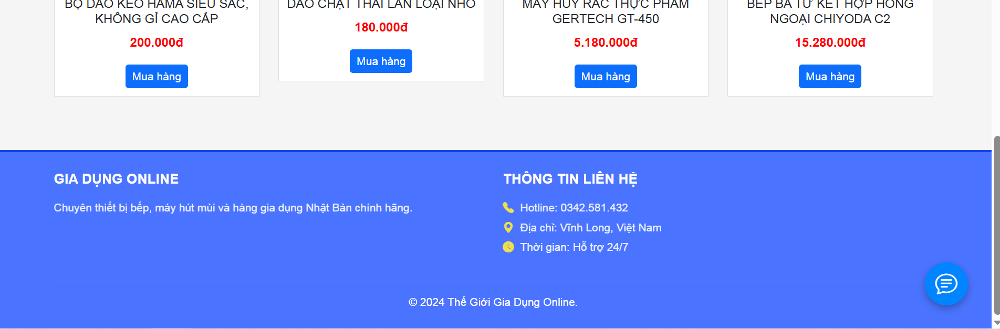 BỘ DAO KÉO HAMA SIÊU SẮC,
KHÔNG GỈ CAO CẤP
200.000đ
Mua hàng
DAO CHẶT THÁI LAN LOẠI NHỎ
180.000đ
Mua hàng
MÁY HỦY RÁC THỰC PHẨM
GERTECH GT-450
5.180.000đ
Mua hàng
BẾP BA TỪ KẾT HỢP HỒNG
NGOẠI CHIYODA C2
15.280.000đ
Mua hàng
GIA DỤNG ONLINE
Chuyên thiết bị bếp, máy hút mùi và hàng gia dụng Nhật Bản chính hãng.
THÔNG TIN LIÊN HỆ
Hotline: 0342.581.432
Địa chỉ: Vĩnh Long, Việt Nam
Thời gian: Hỗ trợ 24/7
© 2024 Thế Giới Gia Dụng Online.